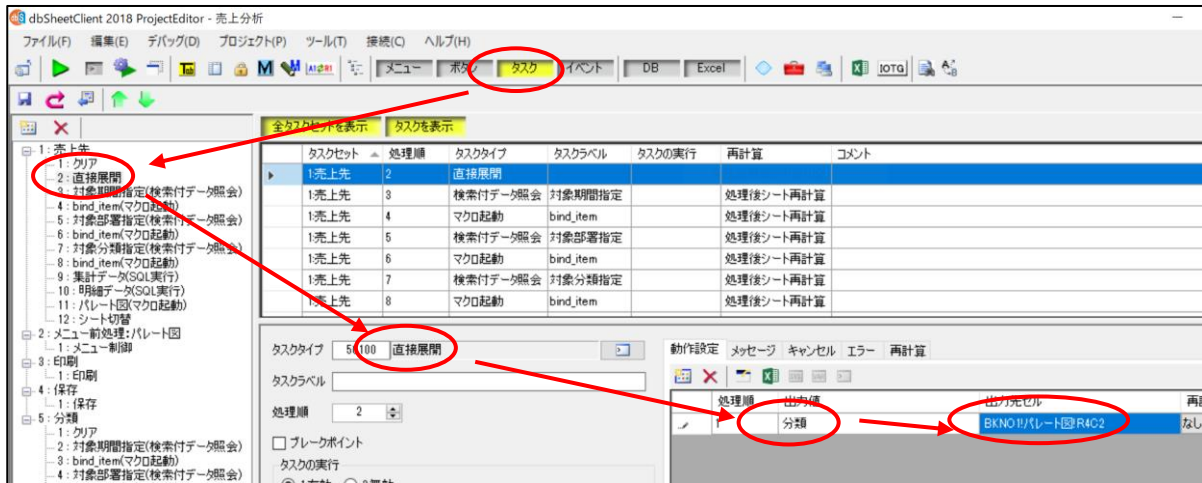 dbSheetClient 2018 ProjectEditor - 売上分析
ファイル(F) 編集(E) デバッグ(D) プロジェクト(P) ツール(T) 接続(C) ヘルプ(H)
メニュー ボタン タスク イベント DB Excel IOTG
全タスクセットを表示 タスクを表示
1 : 売上先
1 : クリア
2 : 直接展開
3 : 対象期間指定(検索付データ照会)
4 : bind_item(マクロ起動)
5 : 対象部署指定(検索付データ照会)
6 : bind_item(マクロ起動)
7 : 対象分類指定(検索付データ照会)
8 : bind_item(マクロ起動)
9 : 集計データ(SQL実行)
10 : 明細データ(SQL実行)
11 : パレート図(マクロ起動)
12 : シート切替
2 : メニュー前処理:パレート図
1 : メニュー制御
3 : 印刷
1 : 印刷
4 : 保存
1 : 保存
5 : 分類
1 : クリア
2 : 対象期間指定(検索付データ照会)
3 : bind_item(マクロ起動)
4 : 対象部署指定(検索付データ照会)
タスクセット 処理順 タスクタイプ タスクラベル タスクの実行 再計算 コメント
1:売上先 2 直接展開
1:売上先 3 検索付データ照会 対象期間指定 処理後シート再計算
1:売上先 4 マクロ起動 bind_item 処理後シート再計算
1:売上先 5 検索付データ照会 対象部署指定 処理後シート再計算
1:売上先 6 マクロ起動 bind_item 処理後シート再計算
1:売上先 7 検索付データ照会 対象分類指定 処理後シート再計算
1:売上先 8 マクロ起動 bind_item 処理後シート再計算
タスクタイプ 直接展開
タスクラベル
処理順 2
ブレークポイント
タスクの実行
動作設定 メッセージ キャンセル エラー 再計算
処理順 出力値 出力先セル
1 分類 BKNO1!パレート図!R4C2 なし